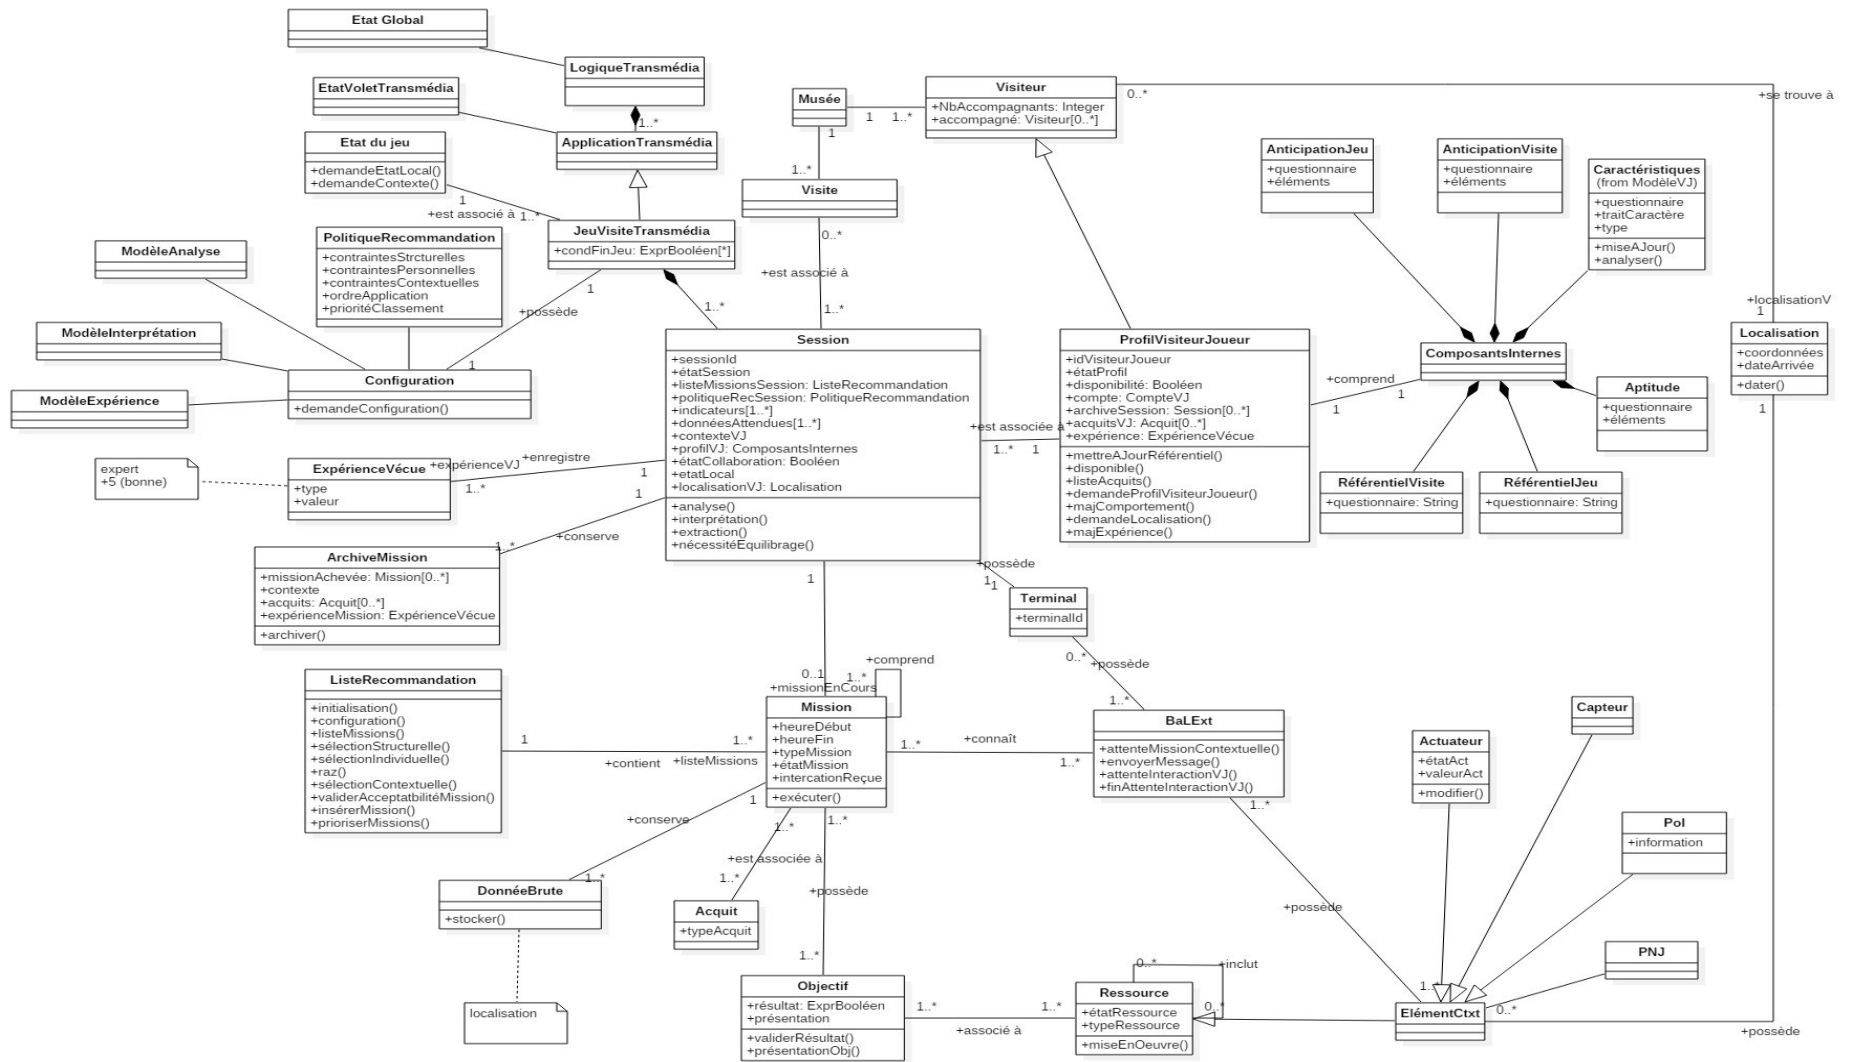 Etat Global
LogiqueTransmédia
EtatVoletTransmédia
1..*
ApplicationTransmédia
Etat du jeu
+demandeEtatLocal()
+demandeContexte()
1
+est associé à
1..*
JeuVisiteTransmédia
+condFinJeu: ExprBooléen[*]
Musée
1
1..*
1
1..*
Visite
0..*
+est associé à
1..*
Visiteur
+NbAccompagnants: Integer
+accompagné: Visiteur[0..*]
0..*
+se trouve à
AnticipationJeu
+questionnaire
+éléments
AnticipationVisite
+questionnaire
+éléments
Caractéristiques
(from ModèleVJ)
+questionnaire
+traitCaractère
+type
+miseAJour()
+analyser()
ModèleAnalyse
PolitiqueRecommandation
+contraintesStrcturelles
+contraintesPersonnelles
+contraintesContextuelles
+ordreApplication
+prioritéClassement
1
+possède
1
1..*
ModèleInterprétation
ModèleExpérience
Configuration
+demandeConfiguration()
Session
+sessionId
+étatSession
+listeMissionsSession: ListeRecommandation
+politiqueRecSession: PolitiqueRecommandation
+indicateurs[1..*]
+donnéesAttendues[1..*]
+contexteVJ
+profilVJ: ComposantsInternes
+étatCollaboration: Booléen
+etatLocal
+localisationVJ: Localisation
+analyse()
+interprétation()
+extraction()
+nécessitéEquilibrage()
+est associée à
1..*
1
ProfilVisiteurJoueur
+idVisiteurJoueur
+étatProfil
+disponibilité: Booléen
+compte: CompteVJ
+archiveSession: Session[0..*]
+acquitsVJ: Acquit[0..*]
+expérience: ExpérienceVécue
+mettreAJourRéférentiel()
+disponible()
+listeAcquits()
+demandeProfilVisiteurJoueur()
+majComportement()
+demandeLocalisation()
+majExpérience()
+comprend
1
1
ComposantsInternes
+localisationV
1
Localisation
+coordonnées
+dateArrivée
+dater()
1
Aptitude
+questionnaire
+éléments
RéférentielVisite
+questionnaire: String
RéférentielJeu
+questionnaire: String
expert
+5 (bonne)
ExpérienceVécue
+type
+valeur
+expérienceVJ
+enregistre
1..*
1
1
+conserve
1..*
ArchiveMission
+missionAchevée: Mission[0..*]
+contexte
+acquits: Acquit[0..*]
+expérienceMission: ExpérienceVécue
+archiver()
+possède
1
1
Terminal
+terminalId
0..*
+possède
1..*
1
0..1
+missionEnCours
1..*
+comprend
ListeRecommandation
+initialisation()
+configuration()
+listeMissions()
+sélectionStructurelle()
+sélectionIndividuelle()
+raz()
+sélectionContextuelle()
+validerAcceptatbilitéMission()
+insérerMission()
+prioriserMissions()
1
+contient
1..*
+listeMissions
Mission
+heureDébut
+heureFin
+typeMission
+étatMission
+intercationReçue
+exécuter()
1..*
+connaît
1..*
BaLExt
+attenteMissionContextuelle()
+envoyerMessage()
+attenteInteractionVJ()
+finAttenteInteractionVJ()
1..*
+possède
1..*
Capteur
Actuateur
+étatAct
+valeurAct
+modifier()
PoI
+information
PNJ
1
+conserve
1..*
DonnéeBrute
+stocker()
localisation
1..*
+est associée à
1..*
Acquit
+typeAcquit
1..*
+possède
1..*
Objectif
+résultat: ExprBooléen
+présentation
+validerRésultat()
+présentationObj()
1..*
+associé à
1..*
Ressource
+étatRessource
+typeRessource
+miseEnOeuvre()
0..*
+inclut
0..*
ElémentCtxt
0..*
+possède